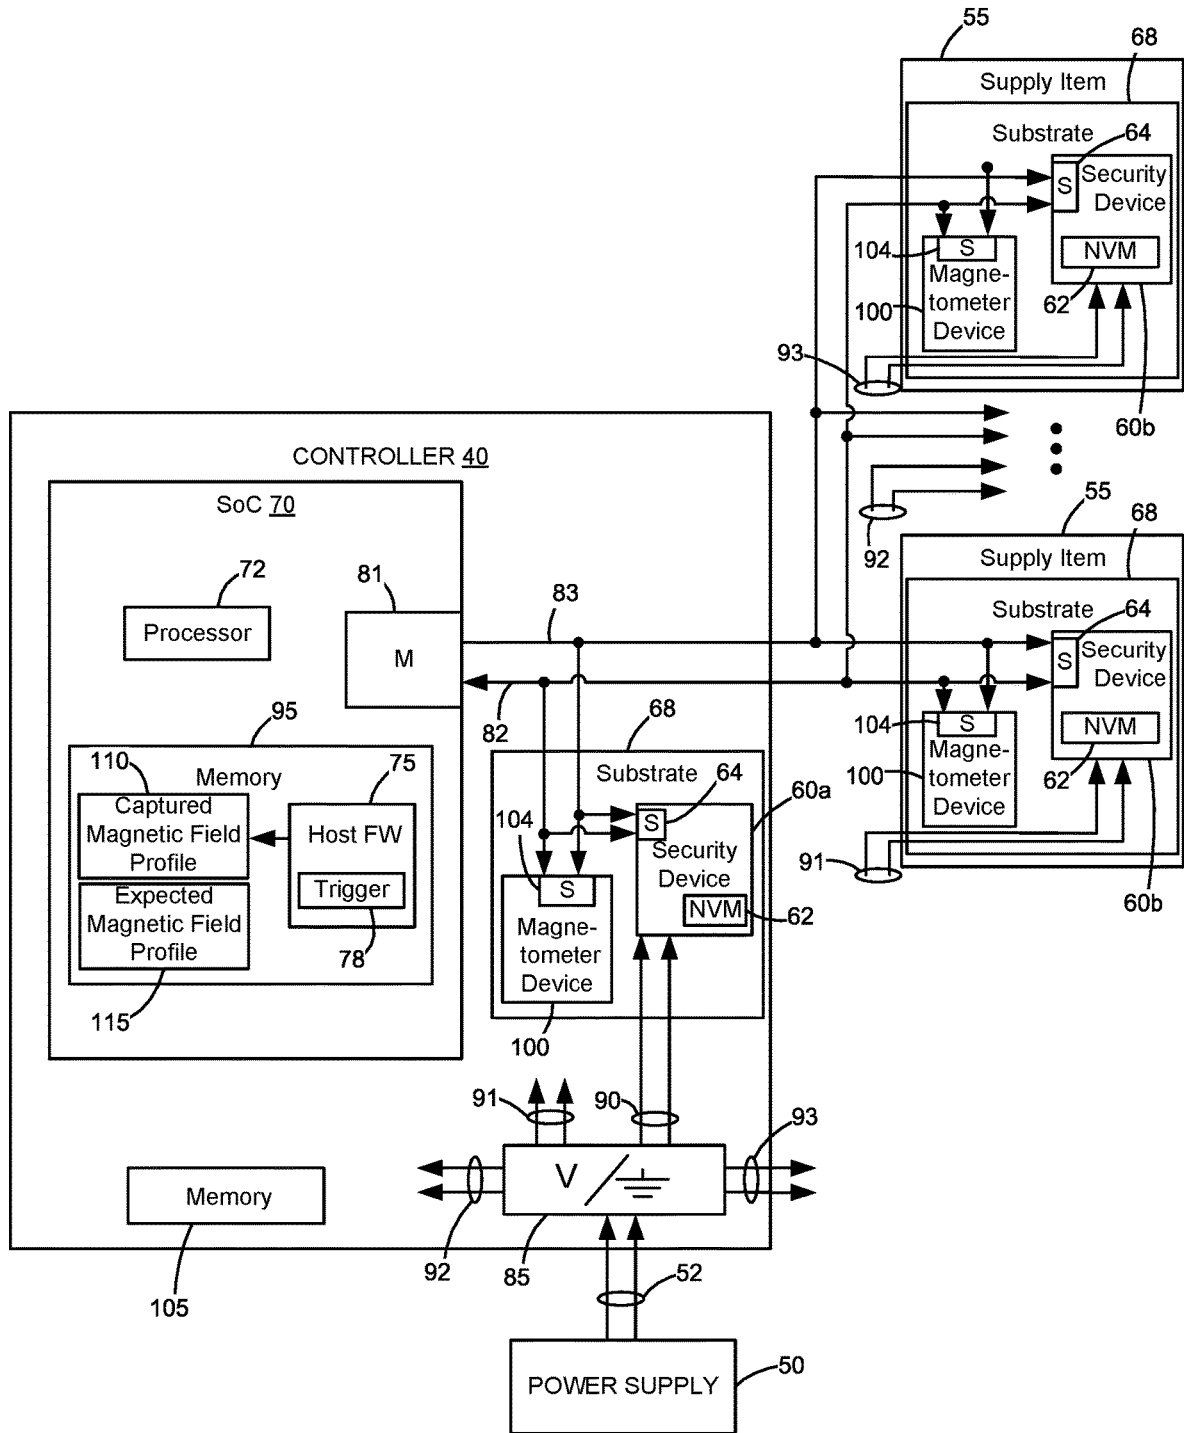 55
68
Supply Item
Substrate
64
S
Security
Device
104
S
NVM
Magne-
tometer
Device
100
62
93
60b
CONTROLLER 40
92
55
68
SoC 70
Supply Item
72
81
83
Substrate
64
Processor
M
S
Security
Device
82
68
104
S
NVM
95
Magne-
tometer
Device
110
75
Substrate
64
60a
100
62
Memory
Captured
Magnetic Field
Profile
Host FW
104
S
Security
Device
91
60b
Expected
Magnetic Field
Profile
Trigger
S
NVM
62
78
Magne-
tometer
Device
115
100
91
90
93
V
Memory
92
85
52
105
50
POWER SUPPLY